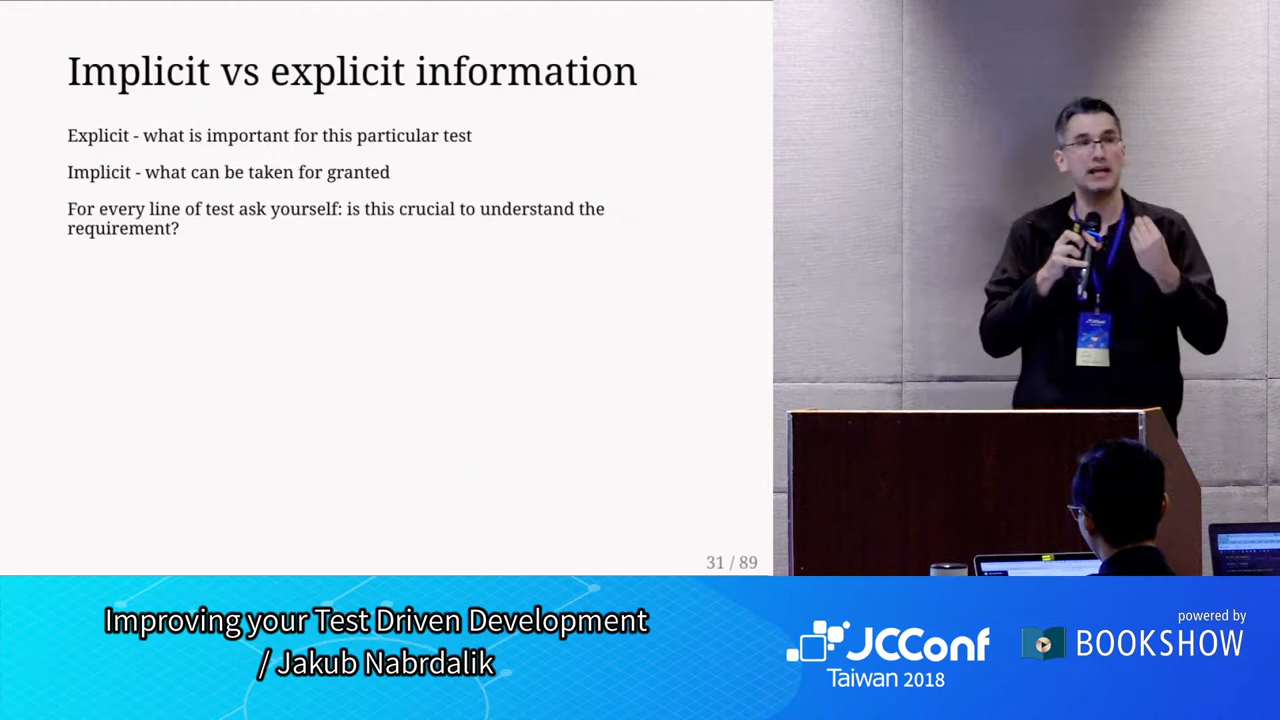 Implicit vs explicit information
Explicit - what is important for this particular test
Implicit - what can be taken for granted
For every line of test ask yourself: is this crucial to understand the
requirement?
31 / 89
Improving your Test Driven Development
/ Jakub Nabrdalik
JCConf
Taiwan 2018
powered by
BOOKSHOW